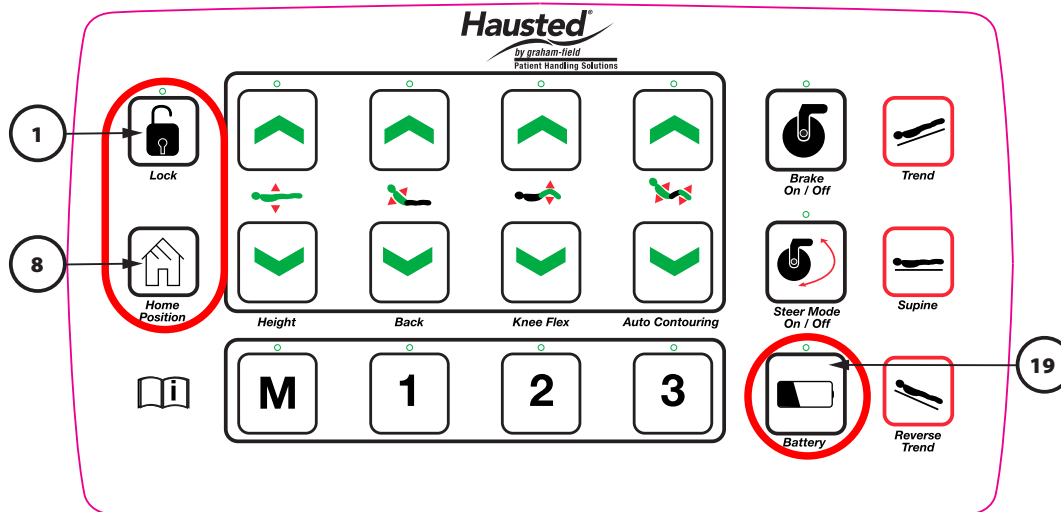 Hausted®
by graham-field
Patient Handling Solutions
1
Lock
Brake
On / Off
Trend
8
Home
Position
Height
Back
Knee Flex
Auto Contouring
Steer Mode
On / Off
Supine
i
M
1
2
3
19
Battery
Reverse
Trend